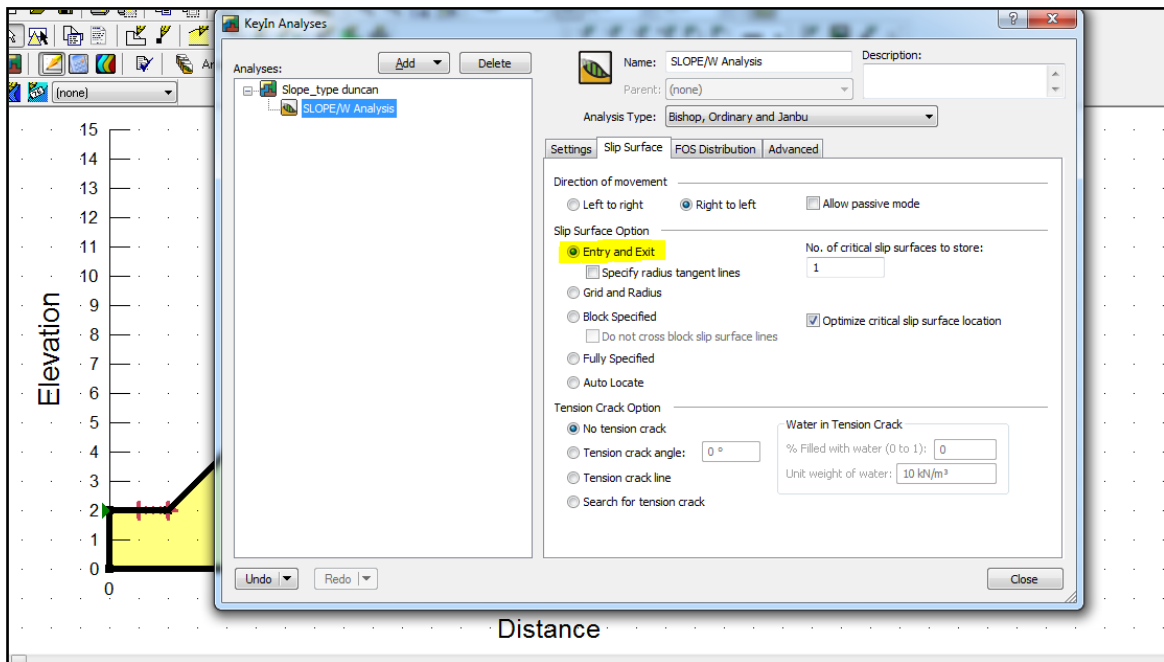 KeyIn Analyses
Analyses:
Add
Delete
Slope_type duncan
SLOPE/W Analysis
Name:
SLOPE/W Analysis
Description:
Parent:
(none)
Analysis Type:
Bishop, Ordinary and Janbu
Settings
Slip Surface
FOS Distribution
Advanced
Direction of movement
Left to right
Right to left
Allow passive mode
Slip Surface Option
Entry and Exit
No. of critical slip surfaces to store:
Specify radius tangent lines
1
Grid and Radius
Block Specified
Optimize critical slip surface location
Do not cross block slip surface lines
Fully Specified
Auto Locate
Tension Crack Option
No tension crack
Water in Tension Crack
Tension crack angle:
0 °
% Filled with water (0 to 1):
0
Tension crack line
Unit weight of water:
10 kN/m³
Search for tension crack
Undo
Redo
Close
(none)
15
14
13
12
11
10
9
8
7
6
5
4
3
2
1
0
Elevation
0
Distance